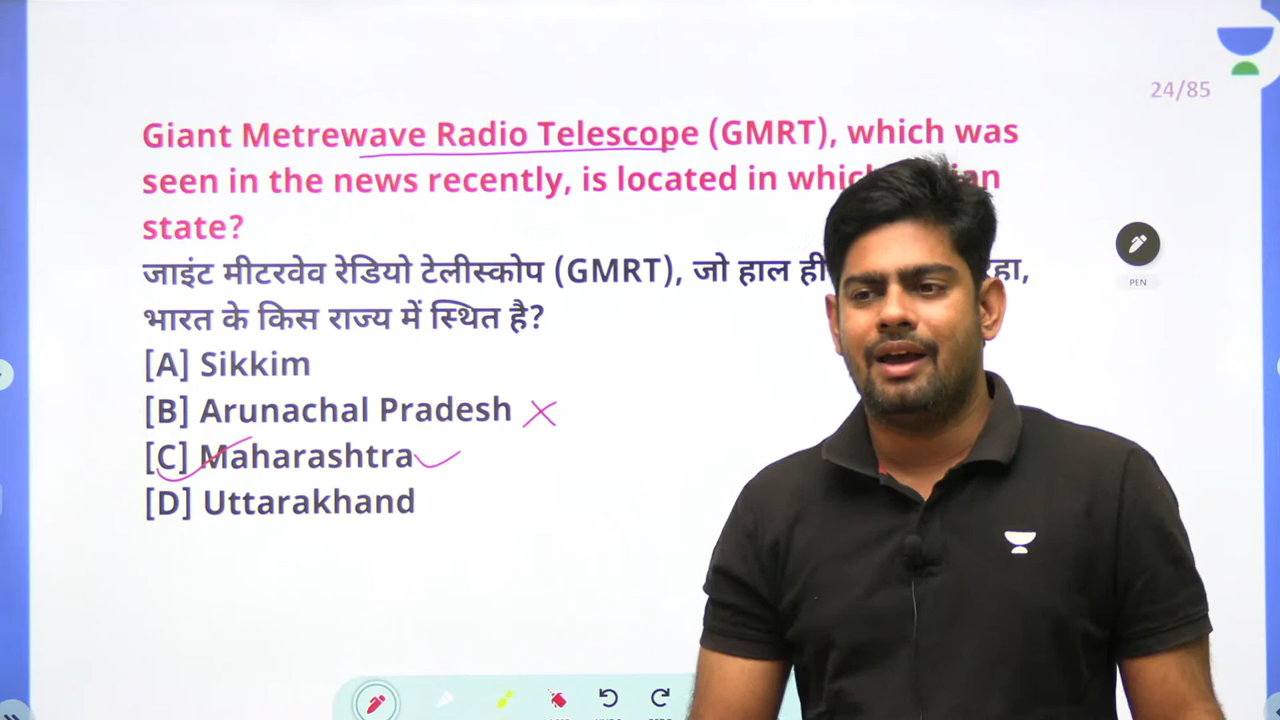 24/85
Giant Metrewave Radio Telescope (GMRT), which was
seen in the news recently, is located in
state?
जाइंट मीटरवेव रेडियो टेलीस्कोप (GMRT), जो हाल ही
भारत के किस राज्य में स्थित है?
PEN
[A] Sikkim
[B] Arunachal Pradesh
[C] Maharashtra
[D] Uttarakhand